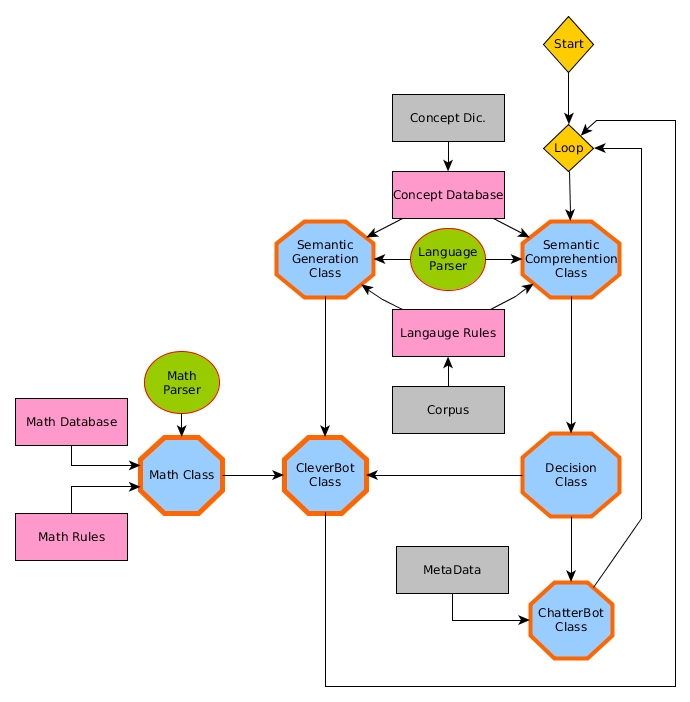 Start
Concept Dic.
Loop
Concept Database
Semantic
Generation
Class
Language
Parser
Semantic
Comprehention
Class
Langauge Rules
Math
Parser
Corpus
Math Database
Math Class
CleverBot
Class
Decision
Class
Math Rules
MetaData
ChatterBot
Class